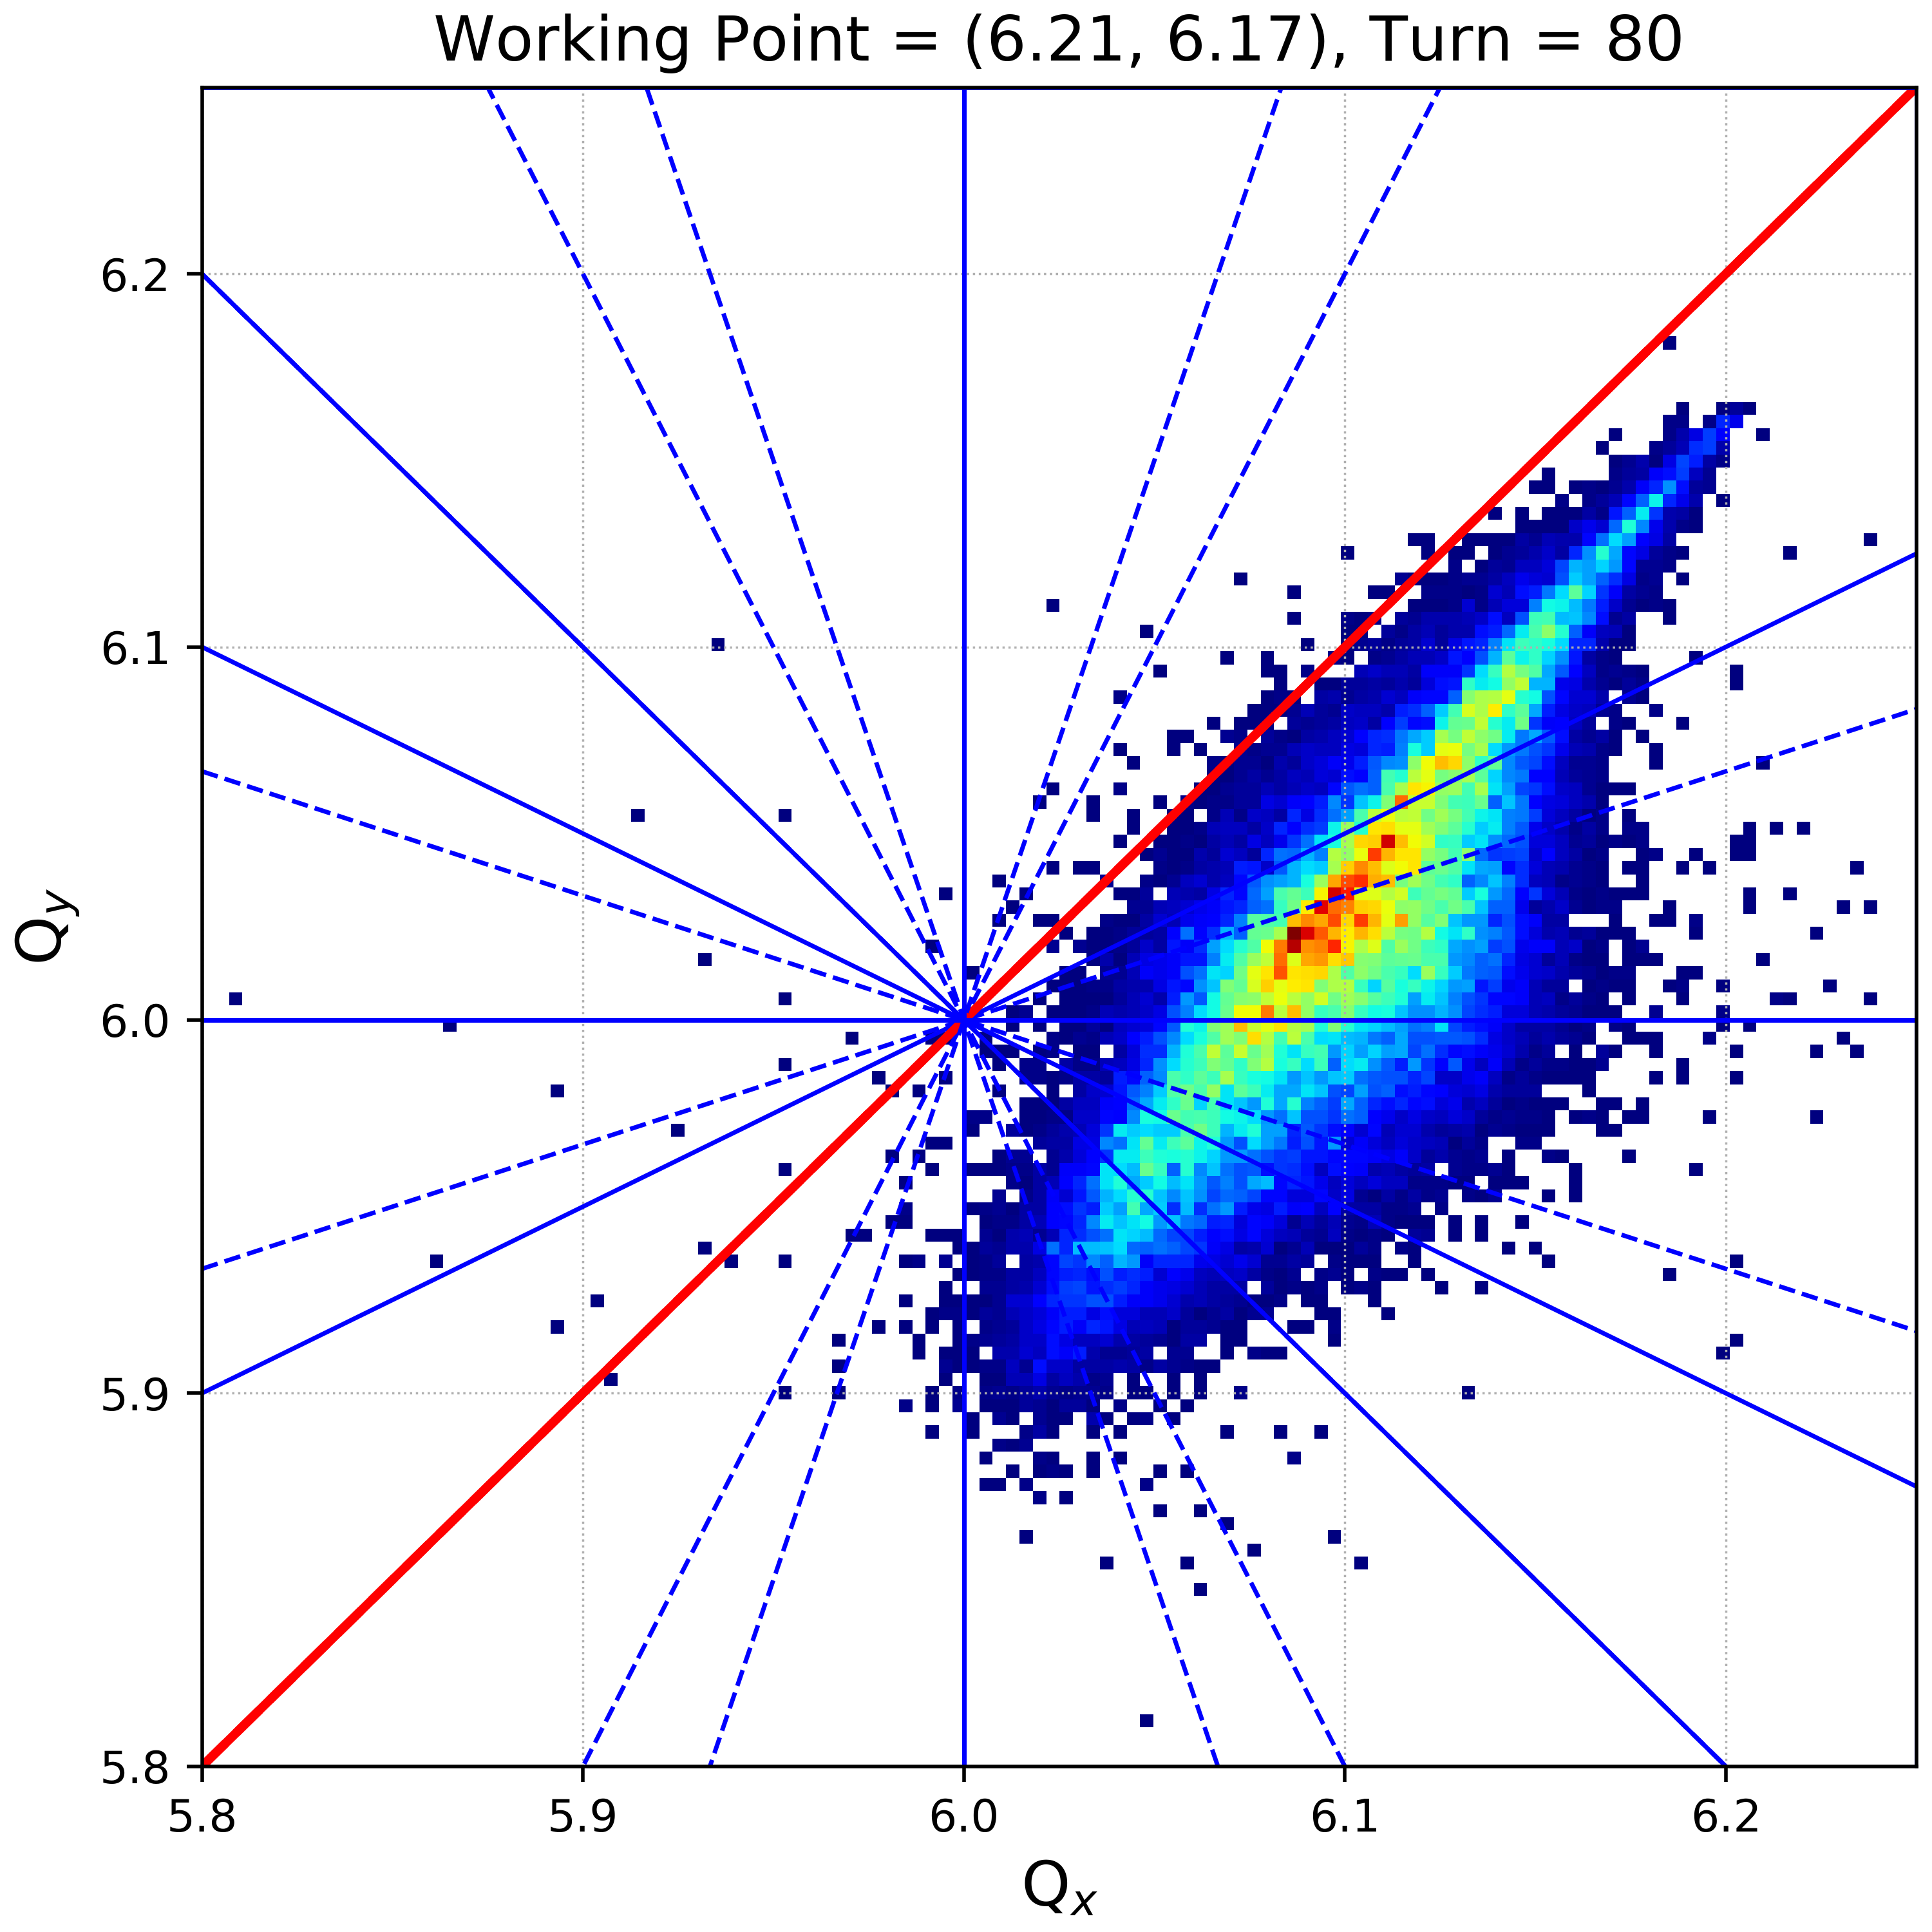 Working Point = (6.21, 6.17), Turn = 80
6.2
6.1
6.0
5.9
5.8
Qy
5.8 5.9 6.0 6.1 6.2
Qx